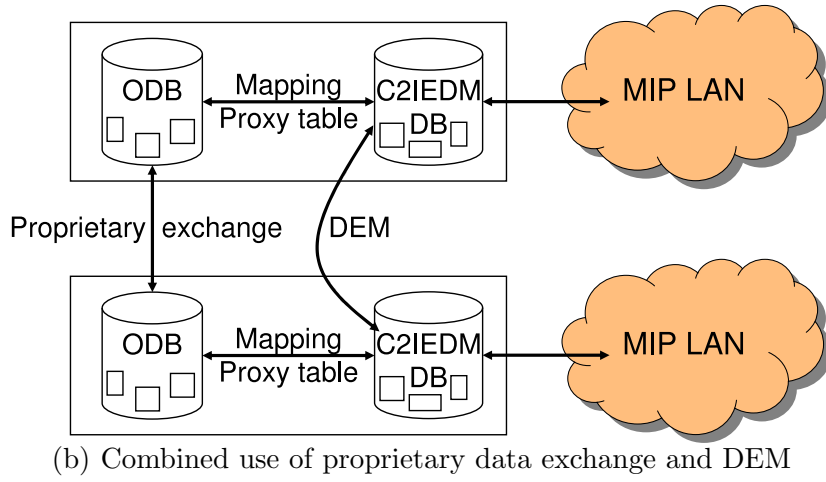 ODB
Mapping
Proxy table
C2IEDM
DB
MIP LAN
Proprietary exchange
DEM
ODB
Mapping
Proxy table
C2IEDM
DB
MIP LAN
(b) Combined use of proprietary data exchange and DEM